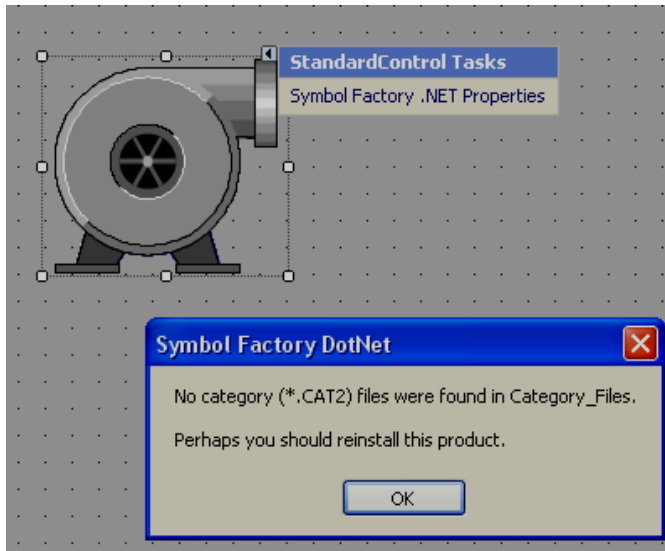 StandardControl Tasks
Symbol Factory .NET Properties
Symbol Factory DotNet
No category (*.CAT2) files were found in Category_Files.
Perhaps you should reinstall this product.
OK